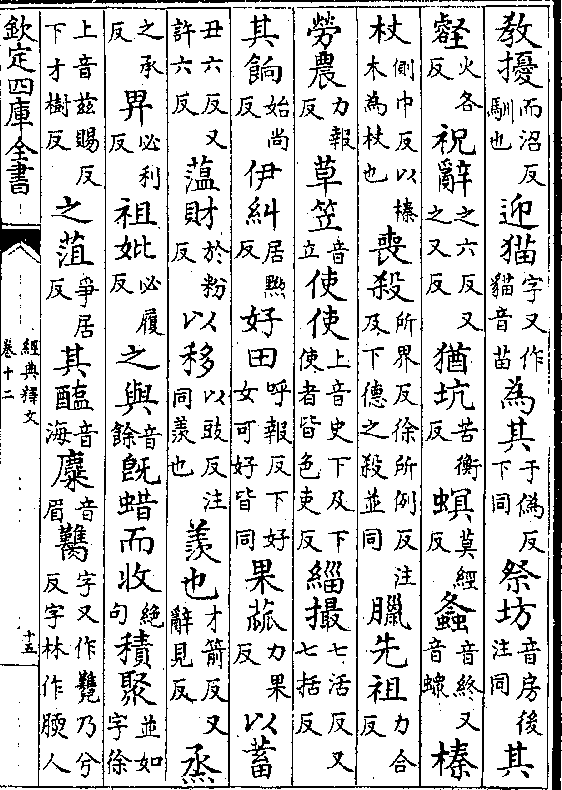 教擾而沼反馴也迎猫字又作貓音苗為其于偽反下同祭坊音房後注同其
壑火各反祝辭之六反又之又反猶坑苦衡反螟莫經反螽音終又音蠑榛
杖側巾反以榛木為杖也喪殺所界反徐所例反注及下德之殺並同臘先祖力合反
勞農力報反草笠音立使使上音史下及下使者皆色吏反緇撮七活反又七括反
其餉始尚反伊糾居黝反好田呼報反下好女可好皆同果蓏力果反以蓄
丑六反又許六反薀財於粉反以移以豉反注同羨也羨也才箭反又辭見反烝
之承反畀必利反祖妣必履反之與音餘旣蜡而收絶句積聚並如字徐
上音兹賜反下才樹反之菹爭居反其醢音海麋音眉臡字又作㜸乃兮反字林作腝人
欽定四庫全書
經典釋文
卷十二
十五